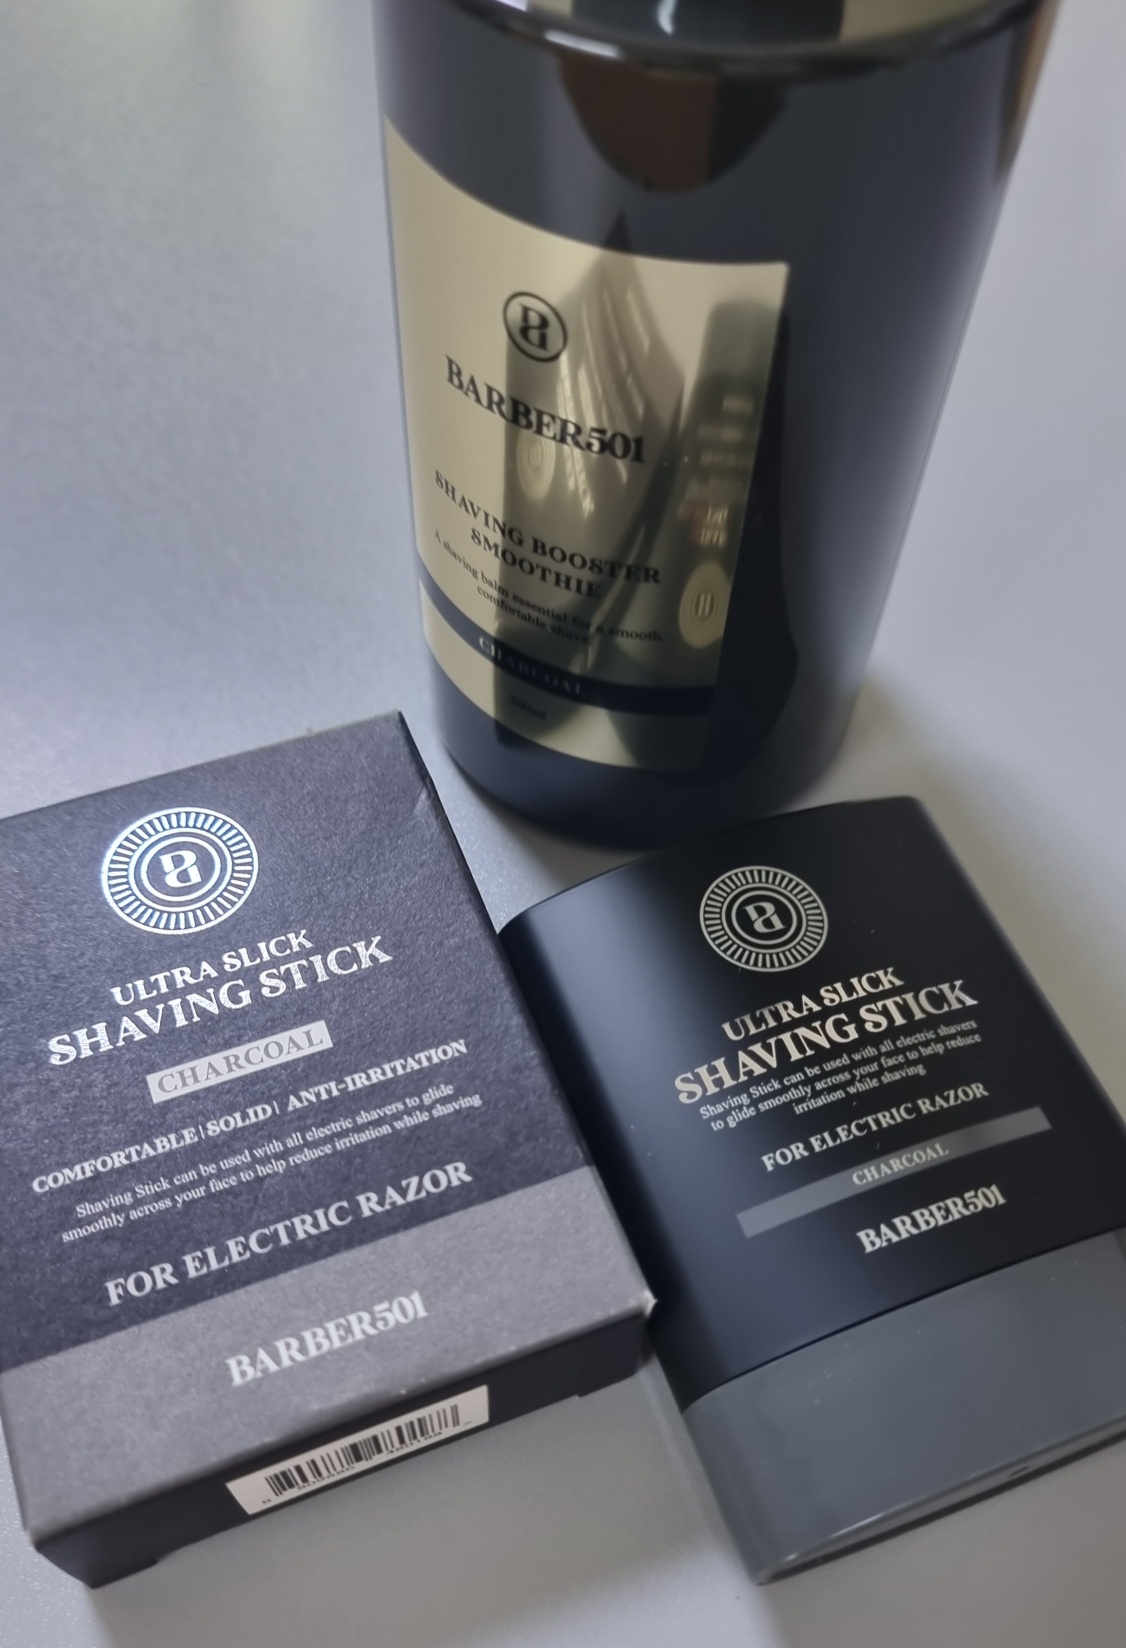 BARBER501
SHAVING BOOSTER
SMOOTHIE
A shaving balm essential for a smooth,
comfortable shave
CHARCOAL
ULTRA SLICK
SHAVING STICK
CHARCOAL
COMFORTABLE | SOLID | ANTI-IRRITATION
Shaving Stick can be used with all electric shavers to glide
smoothly across your face to help reduce irritation while shaving
FOR ELECTRIC RAZOR
BARBER501
ULTRA SLICK
SHAVING STICK
Shaving Stick can be used with all electric shavers
to glide smoothly across your face to help reduce
irritation while shaving
FOR ELECTRIC RAZOR
CHARCOAL
BARBER501